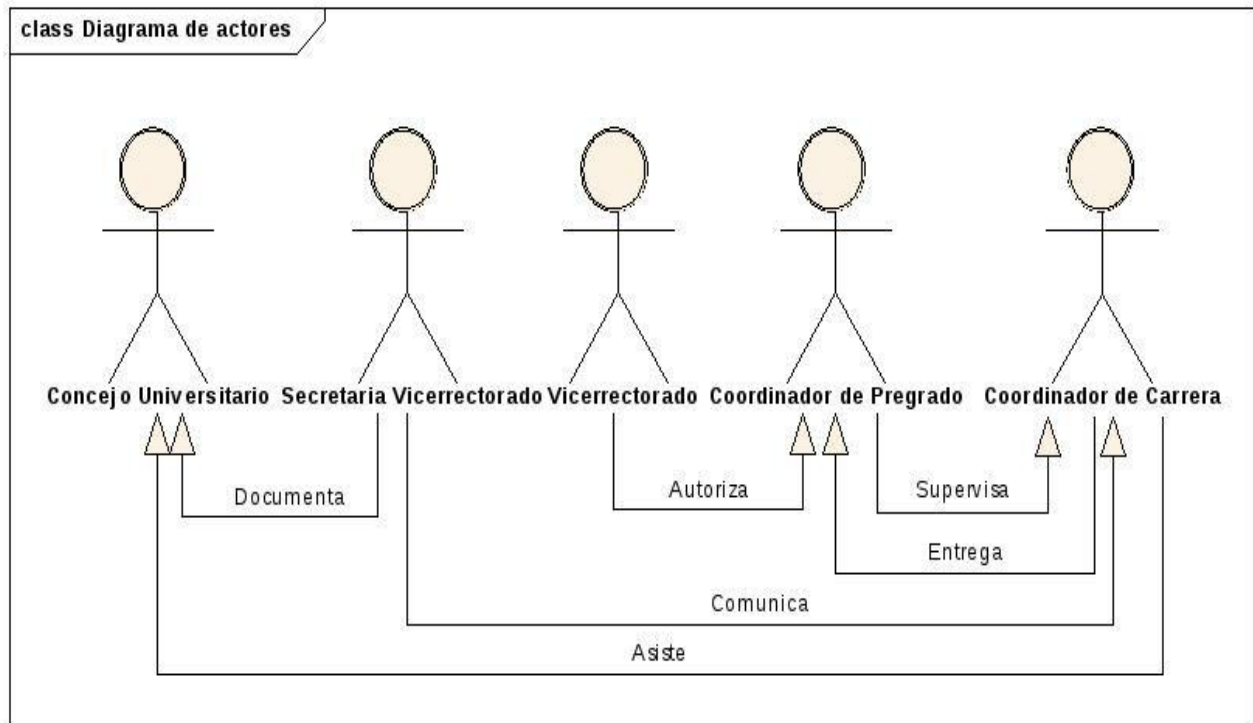 class Diagrama de actores
Concejo Universitario
Secretaria Vicerrectorado
Vicerrectorado
Coordinador de Pregrado
Coordinador de Carrera
Documenta
Autoriza
Supervisa
Entrega
Comunica
Asiste